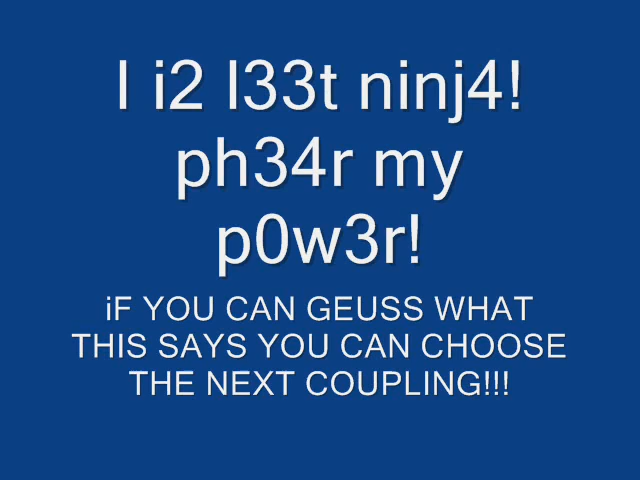 I i2 l33t ninj4!
ph34r my
p0w3r!
iF YOU CAN GEUSS WHAT
THIS SAYS YOU CAN CHOOSE
THE NEXT COUPLING!!!